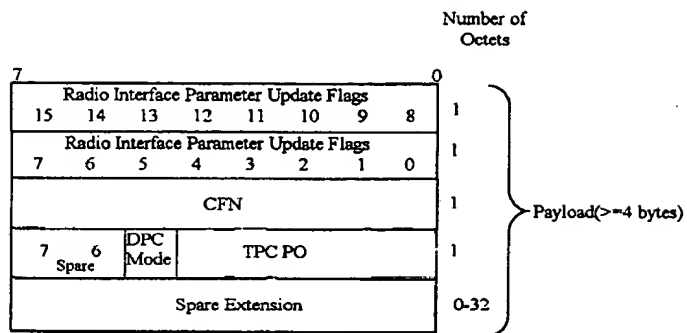 Number of
Octets
7 0
Radio Interface Parameter Update Flags
15 14 13 12 11 10 9 8 1
Radio Interface Parameter Update Flags
7 6 5 4 3 2 1 0 1
CFN 1
Payload(>=4 bytes)
7 6 DPC TPC PO 1
Spare Mode
Spare Extension 0-32